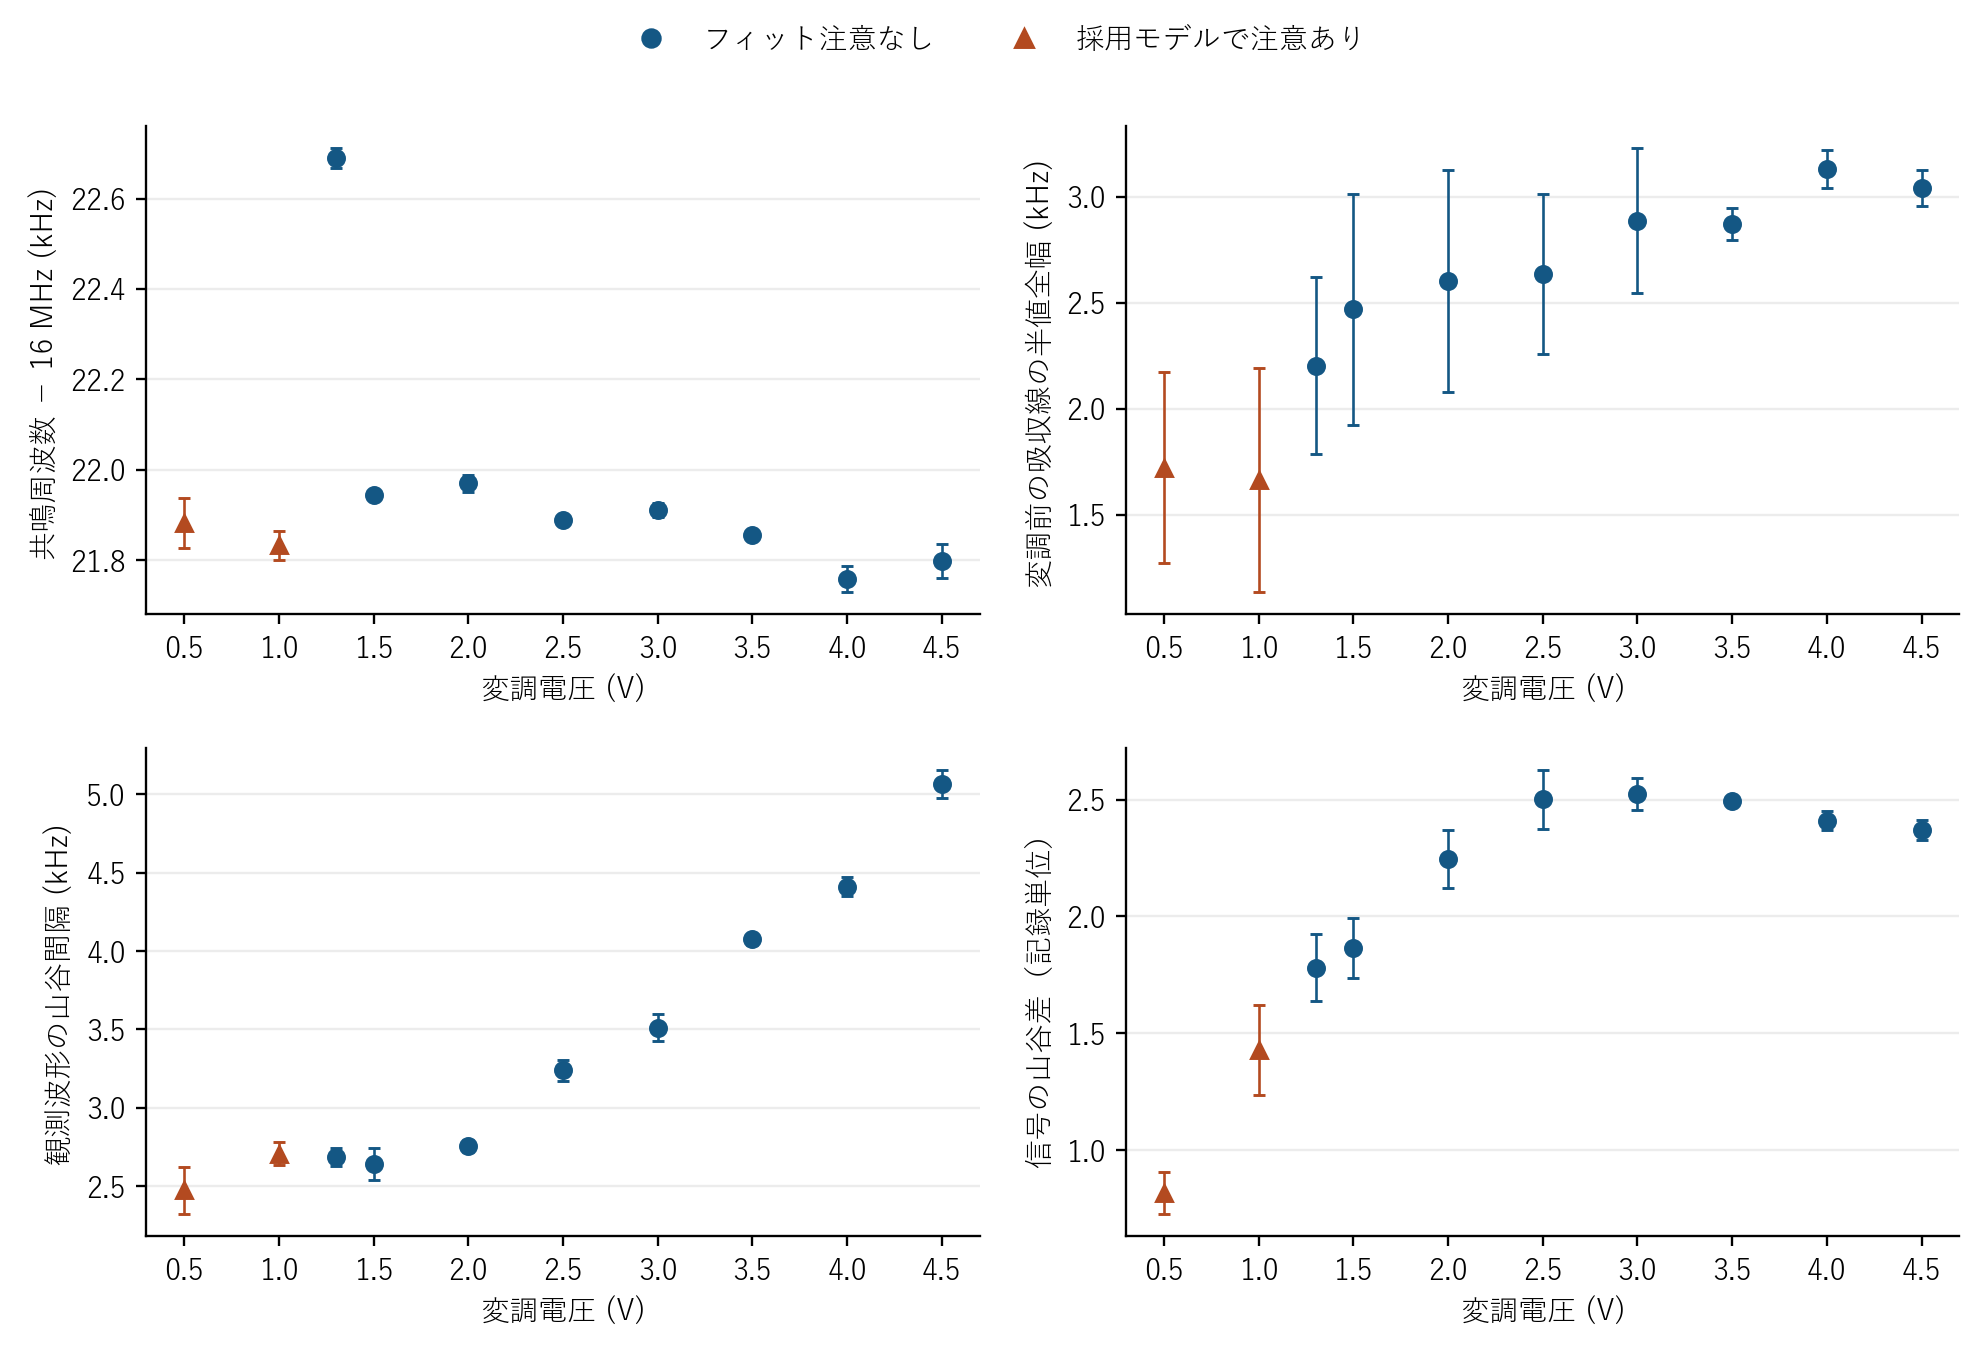 フィット注意なし
採用モデルで注意あり
共鳴周波数 − 16 MHz (kHz)
22.6
22.4
22.2
22.0
21.8
0.5 1.0 1.5 2.0 2.5 3.0 3.5 4.0 4.5
変調電圧 (V)
変調前の吸収線の半値全幅 (kHz)
3.0
2.5
2.0
1.5
0.5 1.0 1.5 2.0 2.5 3.0 3.5 4.0 4.5
変調電圧 (V)
観測波形の山谷間隔 (kHz)
5.0
4.5
4.0
3.5
3.0
2.5
0.5 1.0 1.5 2.0 2.5 3.0 3.5 4.0 4.5
変調電圧 (V)
信号の山谷差（記録単位）
2.5
2.0
1.5
1.0
0.5 1.0 1.5 2.0 2.5 3.0 3.5 4.0 4.5
変調電圧 (V)